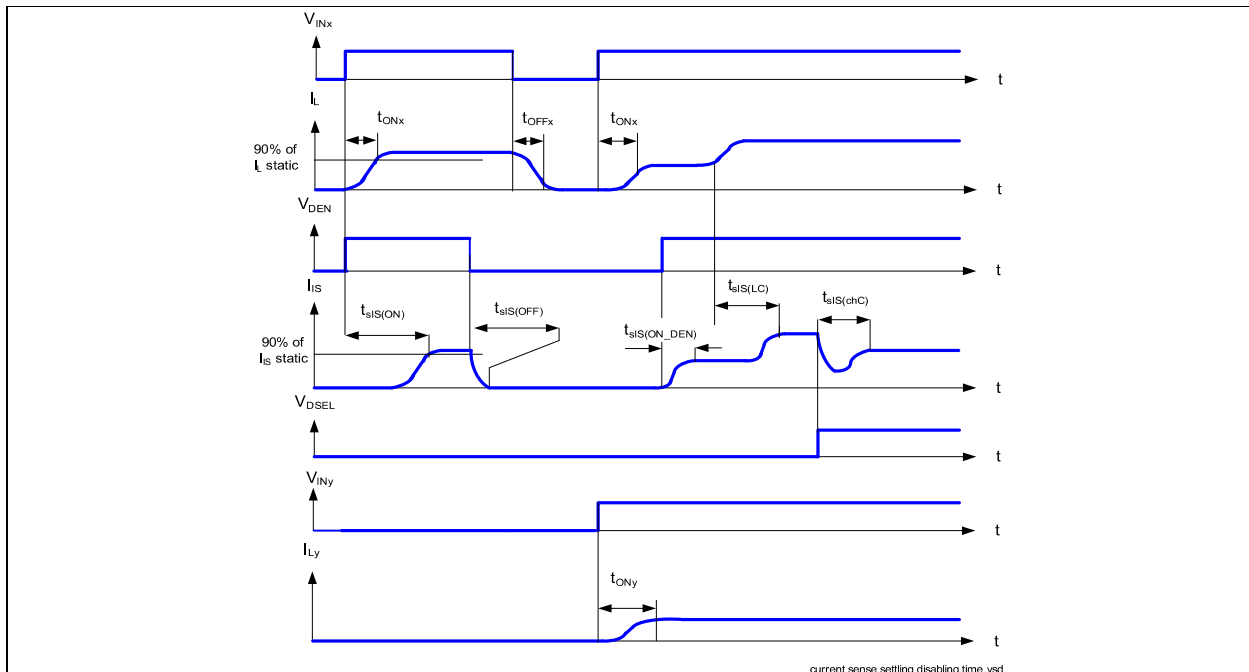 VINx
t
IL
tONx
tOFFx
tONx
90% of
IL static
t
VDEN
t
IIS
tsIS(ON)
tsIS(OFF)
tsIS(LC)
tsIS(chC)
tsIS(ON_DEN)
90% of
IIS static
t
VDSEL
t
VINy
t
ILy
tONy
t
current sense settling disabling time .vsd